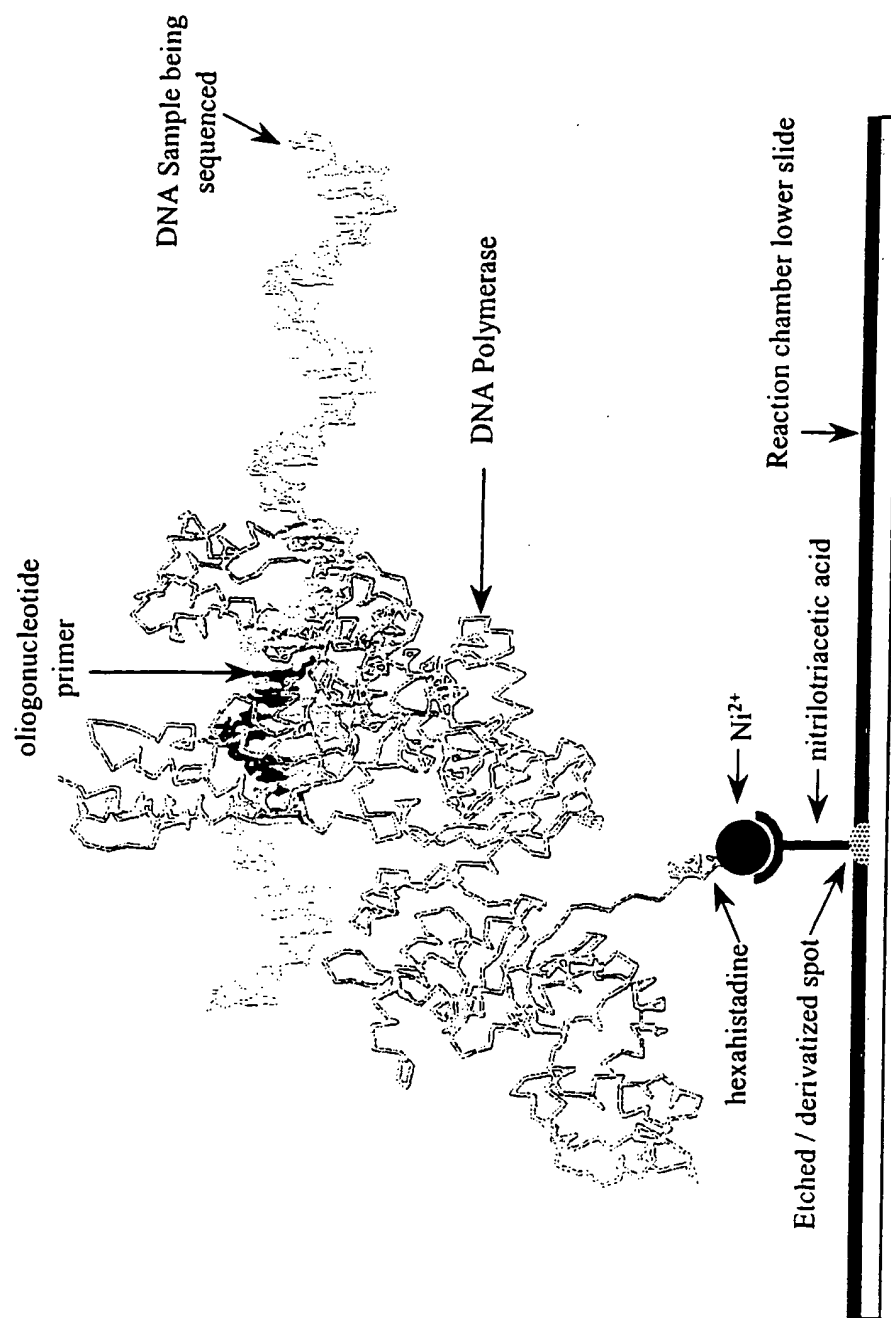 DNA Sample being
sequenced
oliogonucleotide
primer
DNA Polymerase
Reaction chamber lower slide
Ni²⁺
nitrilotriacetic acid
hexahistadine
Etched / derivatized spot